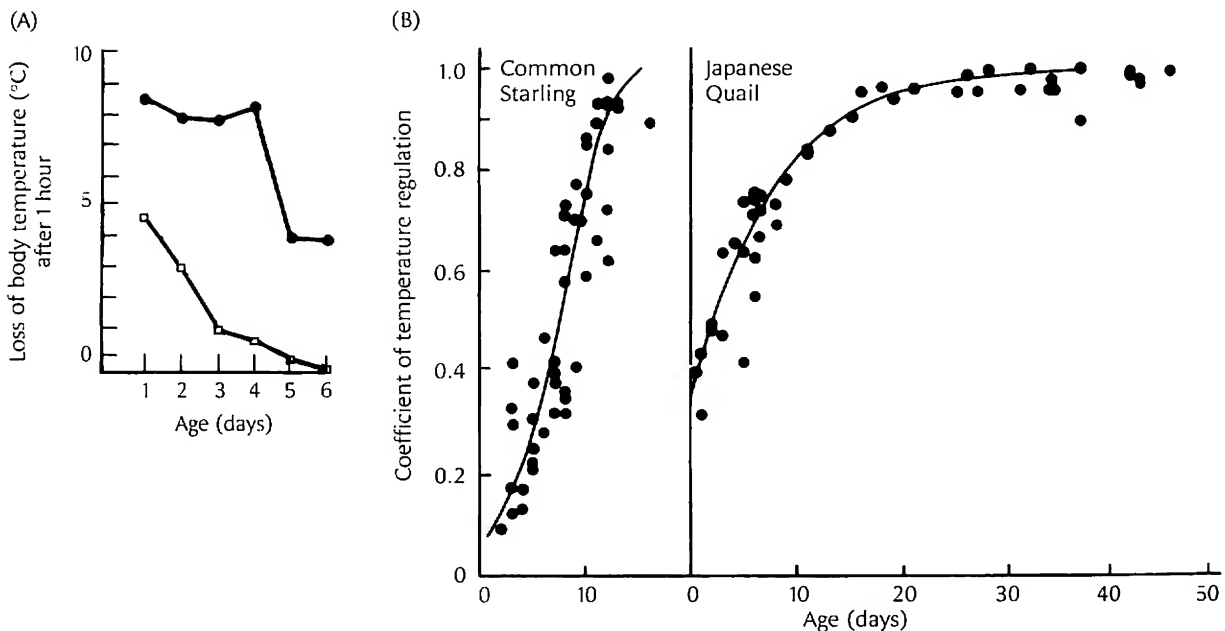 (A)
10
5
0
Loss of body temperature (°C)
after 1 hour
1 2 3 4 5 6
Age (days)
(B)
Coefficient of temperature regulation
1.0
0.8
0.6
0.4
0.2
0
Common
Starling
Japanese
Quail
0 10 0 10 20 30 40 50
Age (days)